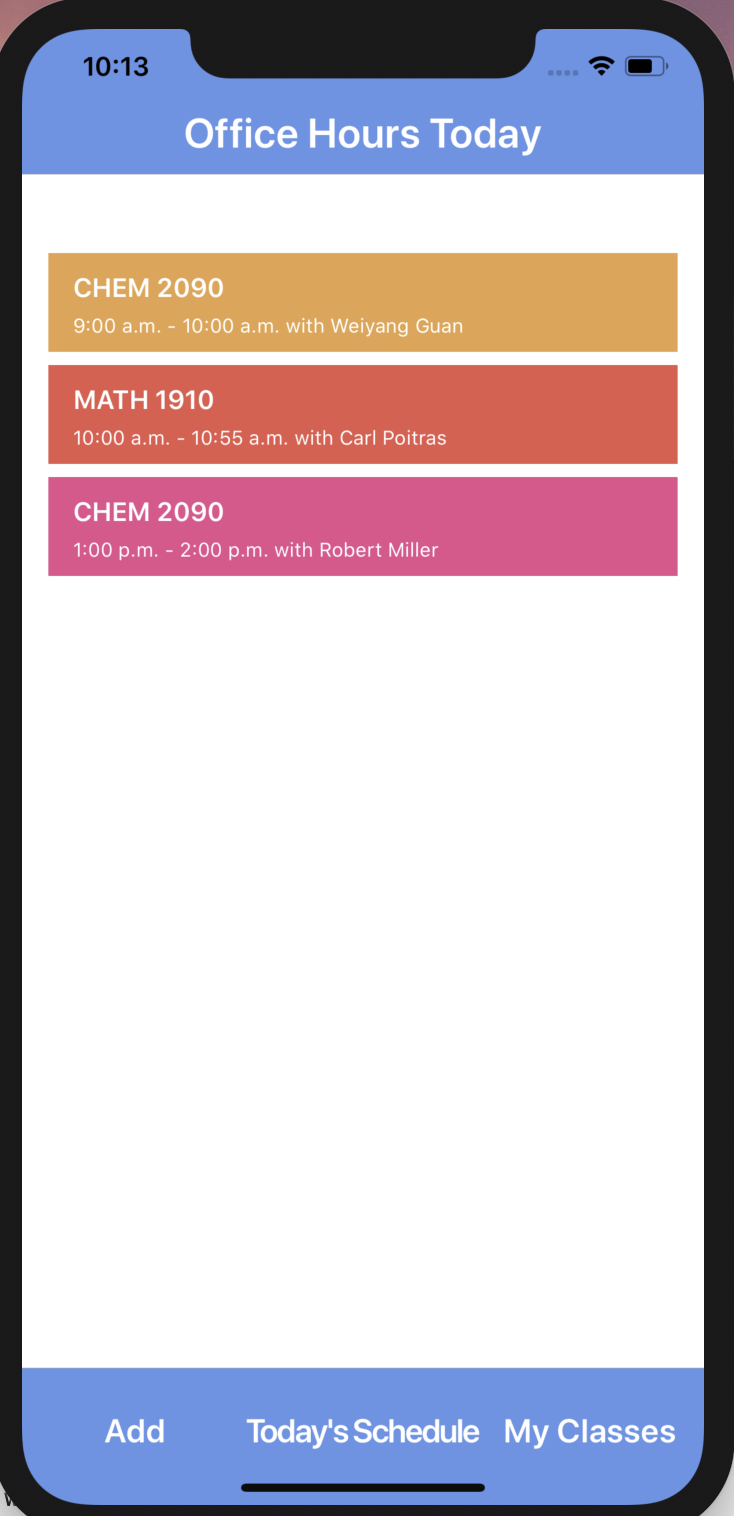 10:13
Office Hours Today
CHEM 2090
9:00 a.m. - 10:00 a.m. with Weiyang Guan
MATH 1910
10:00 a.m. - 10:55 a.m. with Carl Poitras
CHEM 2090
1:00 p.m. - 2:00 p.m. with Robert Miller
Add Today's Schedule My Classes